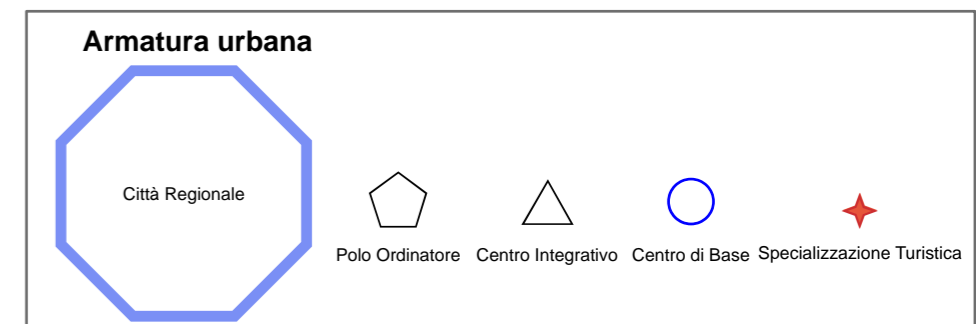 Armatura urbana
Città Regionale
Polo Ordinatore
Centro Integrativo
Centro di Base
Specializzazione Turistica